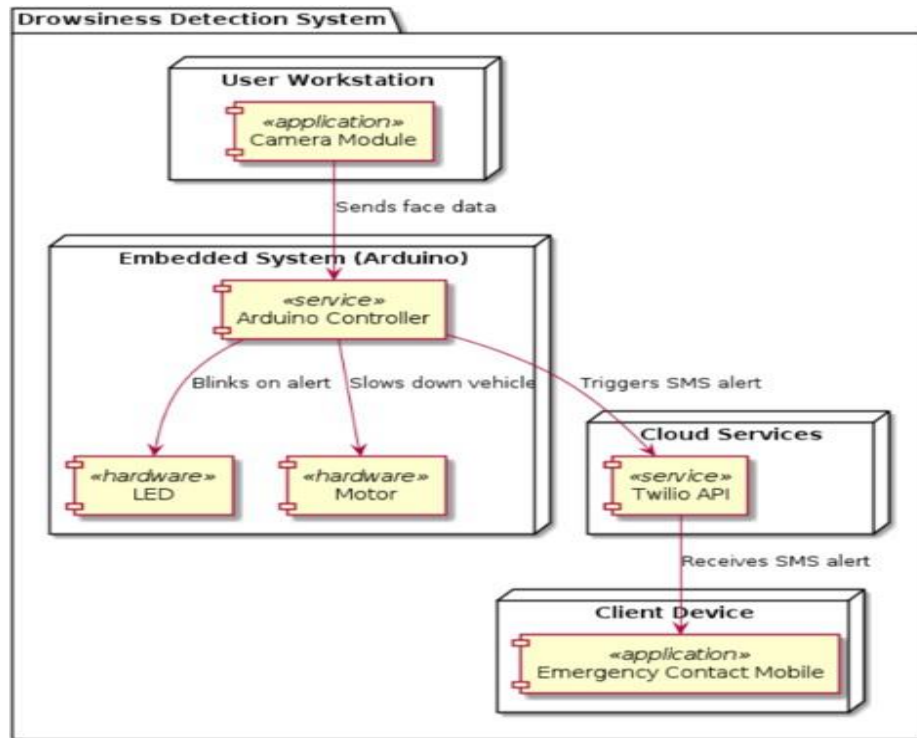 Drowsiness Detection System
User Workstation
«application»
Camera Module
Sends face data
Embedded System (Arduino)
«service»
Arduino Controller
Blinks on alert
Slows down vehicle
Triggers SMS alert
Cloud Services
«hardware»
LED
«hardware»
Motor
«service»
Twilio API
Receives SMS alert
Client Device
«application»
Emergency Contact Mobile